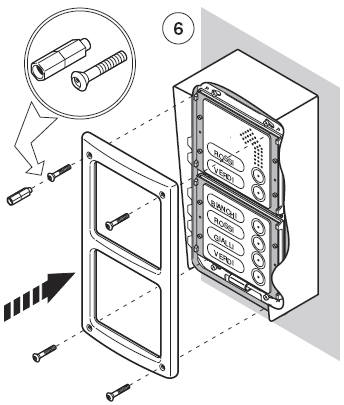 6
ROSSI
VERDI
BIANCHI
ROSSI
GIALLI
VERDI